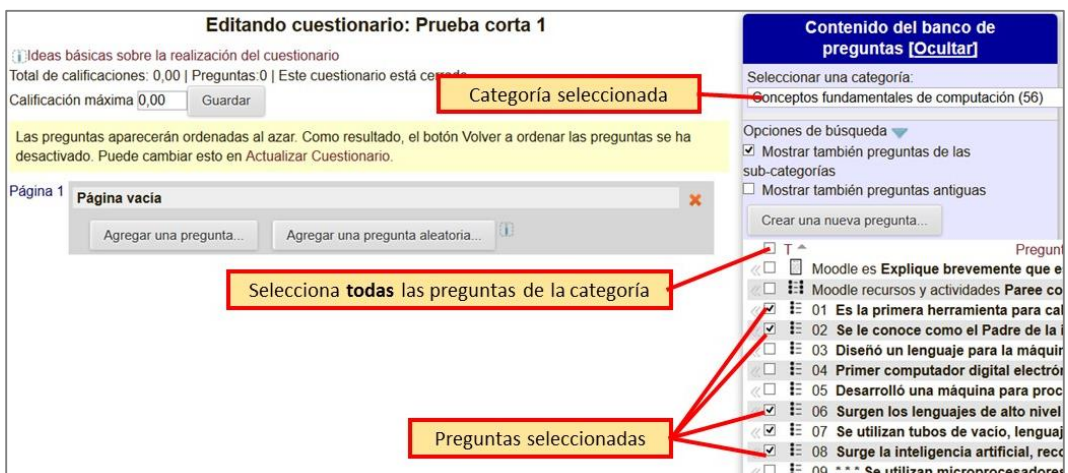 Editando cuestionario: Prueba corta 1
Ideas básicas sobre la realización del cuestionario
Total de calificaciones: 0,00 | Preguntas:0 | Este cuestionario está cerrado
Calificación máxima 0,00 Guardar
Las preguntas aparecerán ordenadas al azar. Como resultado, el botón Volver a ordenar las preguntas se ha
desactivado. Puede cambiar esto en Actualizar Cuestionario.
Página 1 Página vacía
Agregar una pregunta... Agregar una pregunta aleatoria...
Categoría seleccionada
Selecciona todas las preguntas de la categoría
Preguntas seleccionadas
Contenido del banco de
preguntas [Ocultar]
Seleccionar una categoría:
Conceptos fundamentales de computación (56)
Opciones de búsqueda
Mostrar también preguntas de las
sub-categorías
Mostrar también preguntas antiguas
Crear una nueva pregunta...
T Pregunt
Moodle es Explique brevemente que e
Moodle recursos y actividades Paree co
01 Es la primera herramienta para cal
02 Se le conoce como el Padre de la i
03 Diseñó un lenguaje para la máquin
04 Primer computador digital electrón
05 Desarrolló una máquina para proc
06 Surgen los lenguajes de alto nivel
07 Se utilizan tubos de vacío, lenguaj
08 Surge la inteligencia artificial, reco
09 * * * Se utilizan microprocesadores